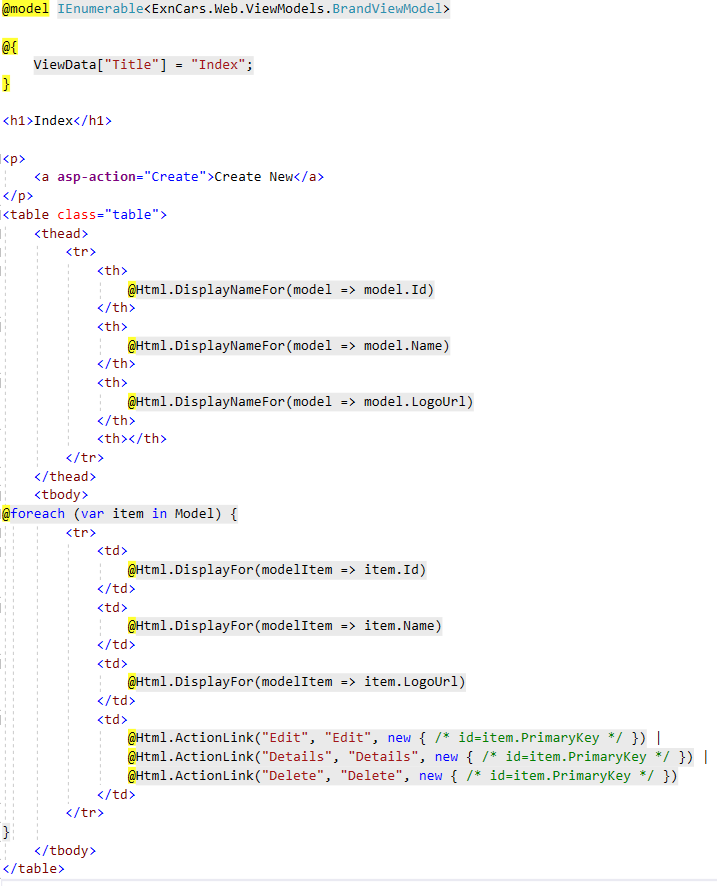 @model IEnumerable<ExnCars.Web.ViewModels.BrandViewModel>
@{
ViewData["Title"] = "Index";
}
<h1>Index</h1>
<p>
<a asp-action="Create">Create New</a>
</p>
<table class="table">
<thead>
<tr>
<th>
@Html.DisplayNameFor(model => model.Id)
</th>
<th>
@Html.DisplayNameFor(model => model.Name)
</th>
<th>
@Html.DisplayNameFor(model => model.LogoUrl)
</th>
<th></th>
</tr>
</thead>
<tbody>
@foreach (var item in Model) {
<tr>
<td>
@Html.DisplayFor(modelItem => item.Id)
</td>
<td>
@Html.DisplayFor(modelItem => item.Name)
</td>
<td>
@Html.DisplayFor(modelItem => item.LogoUrl)
</td>
<td>
@Html.ActionLink("Edit", "Edit", new { /* id=item.PrimaryKey */ }) |
@Html.ActionLink("Details", "Details", new { /* id=item.PrimaryKey */ }) |
@Html.ActionLink("Delete", "Delete", new { /* id=item.PrimaryKey */ })
</td>
</tr>
}
</tbody>
</table>